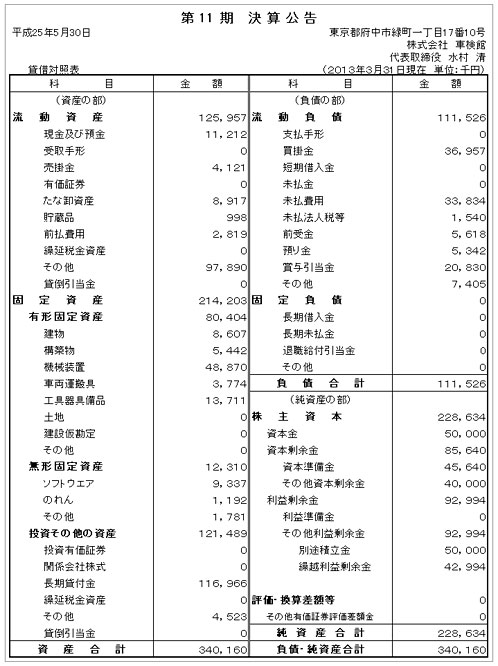 第11期 決算公告
平成25年5月30日 東京都府中市緑町一丁目17番10号
株式会社 車検館
代表取締役 水村 清
貸借対照表 (2013年3月31日現在 単位:千円)
科 目 金 額 科 目 金 額
(資産の部) (負債の部)
流動資産 125,957 流動負債 111,526
現金及び預金 11,212 支払手形 0
受取手形 0 買掛金 36,957
売掛金 4,121 短期借入金 0
有価証券 0 未払金 0
たな卸資産 8,917 未払費用 33,834
貯蔵品 998 未払法人税等 1,540
前払費用 2,819 前受金 5,618
繰延税金資産 0 預り金 5,342
その他 97,890 賞与引当金 20,830
貸倒引当金 0 その他 7,405
固定資産 214,203 固定負債 0
有形固定資産 80,404 長期借入金 0
建物 8,607 長期未払金 0
構築物 5,442 退職給付引当金 0
機械装置 48,870 その他 0
車両運搬具 3,774 負債合計 111,526
工具器具備品 13,711 (純資産の部)
土地 0 株主資本 228,634
建設仮勘定 0 資本金 50,000
その他 0 資本剰余金 85,640
無形固定資産 12,310 資本準備金 45,640
ソフトウエア 9,337 その他資本剰余金 40,000
のれん 1,192 利益剰余金 92,994
その他 1,781 利益準備金 0
投資その他の資産 121,489 その他利益剰余金 92,994
投資有価証券 0 別途積立金 50,000
関係会社株式 0 繰越利益剰余金 42,994
長期貸付金 116,966
繰延税金資産 0 評価・換算差額等 0
その他 4,523 その他有価証券評価差額金 0
貸倒引当金 0 純資産合計 228,634
資産合計 340,160 負債・純資産合計 340,160